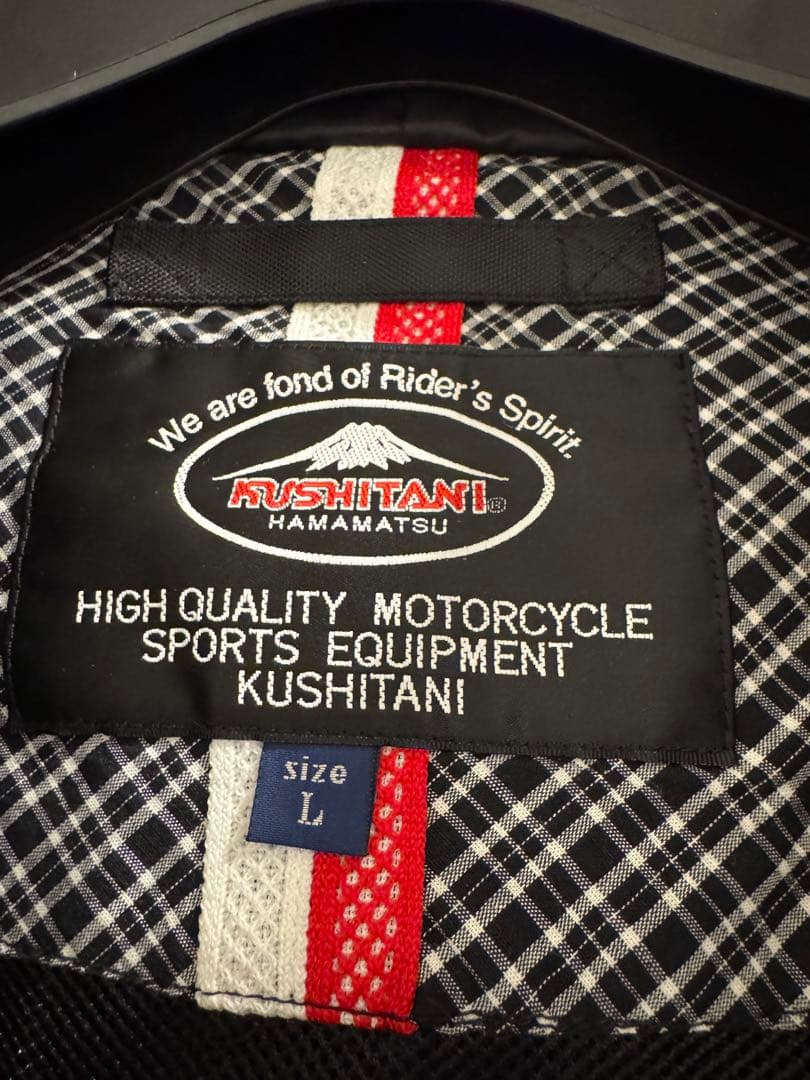 We are fond of Rider's Spirit.
KUSHITANI®
HAMAMATSU
HIGH QUALITY MOTORCYCLE
SPORTS EQUIPMENT
KUSHITANI
size
L